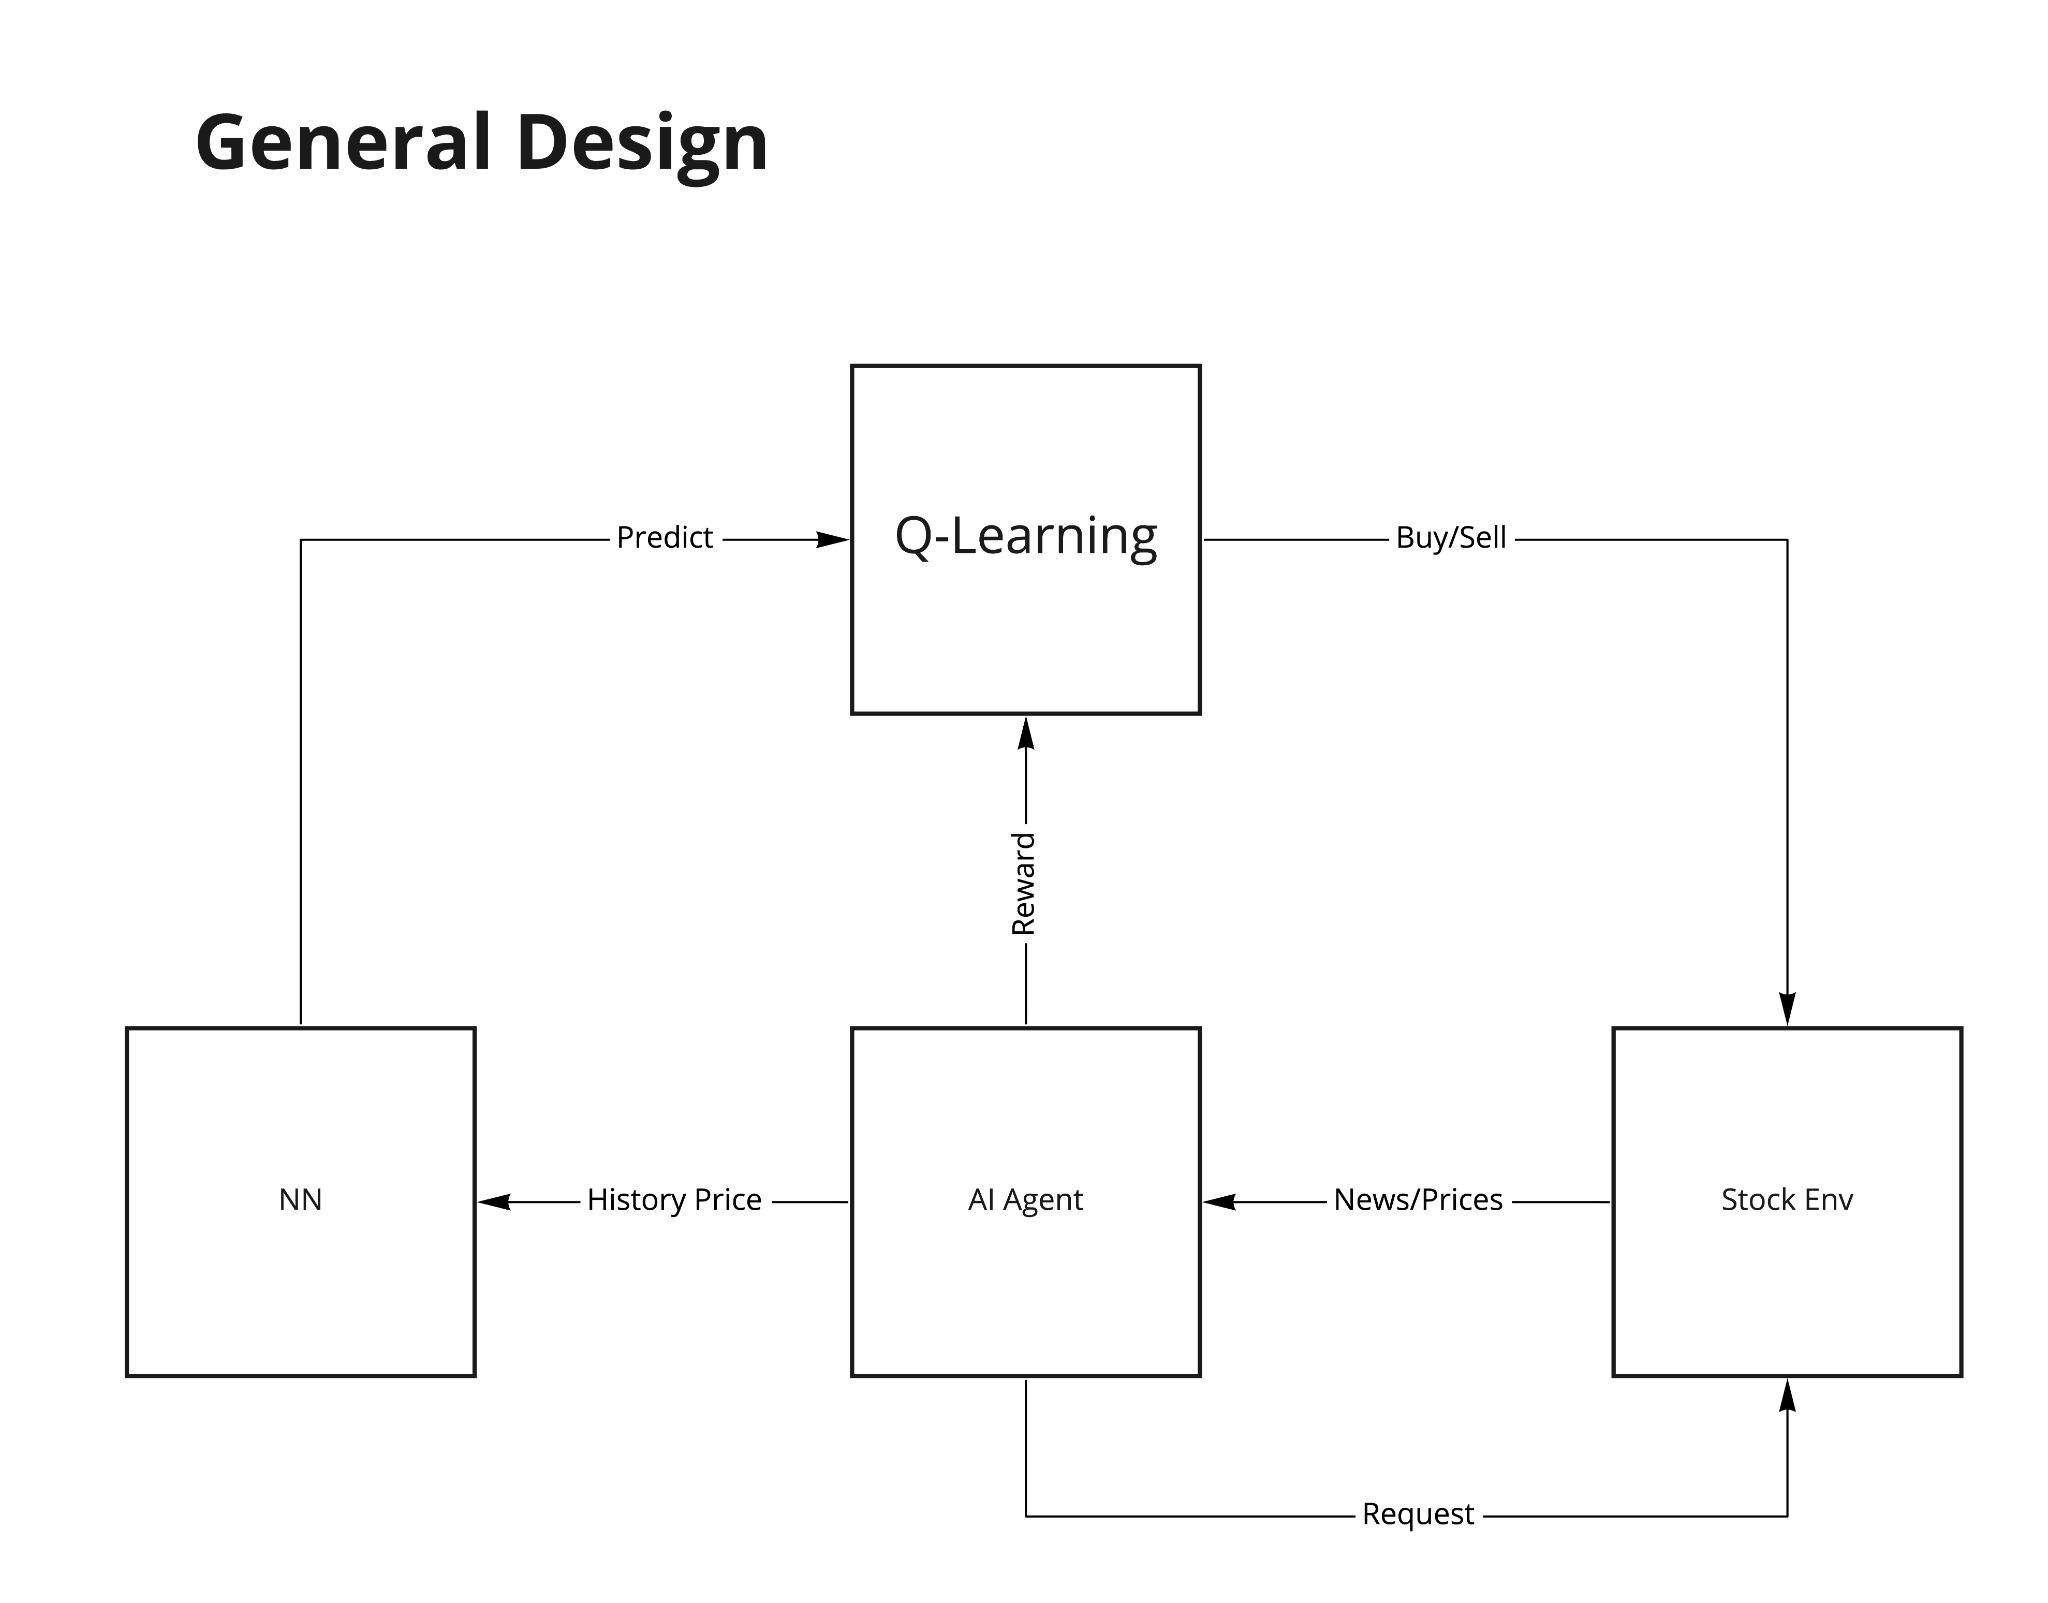 General Design
Q-Learning
Predict
Buy/Sell
Reward
NN
History Price
AI Agent
News/Prices
Stock Env
Request